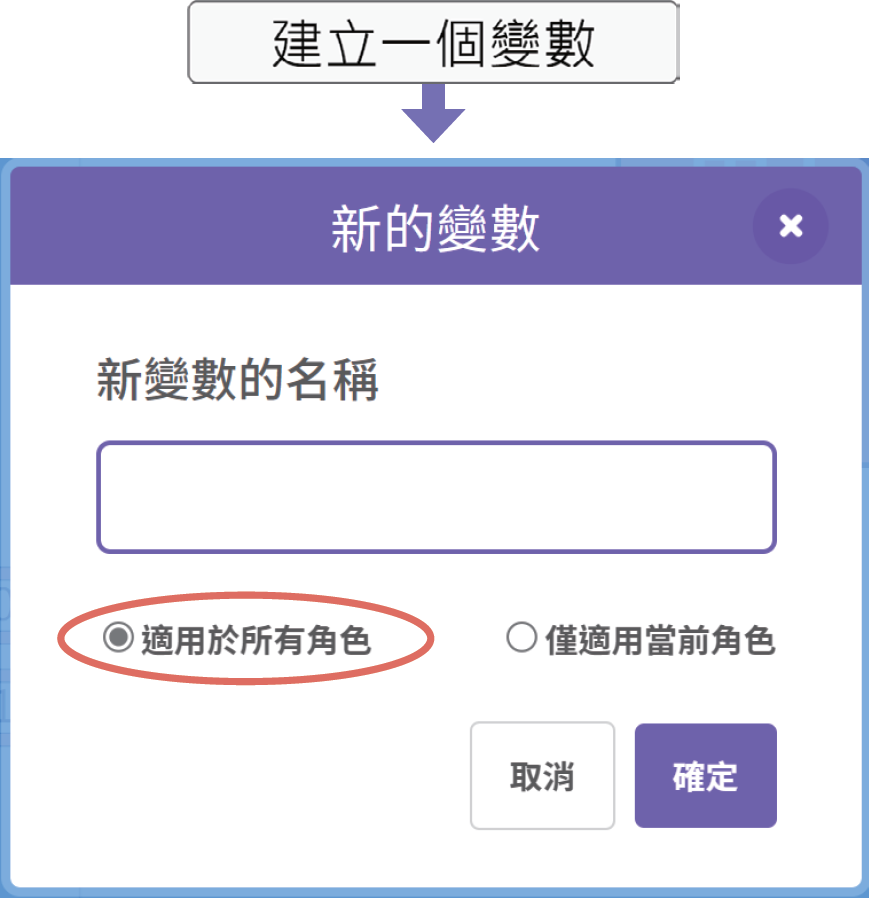 建立一個變數
新的變數
新變數的名稱
適用於所有角色 僅適用當前角色
取消 確定